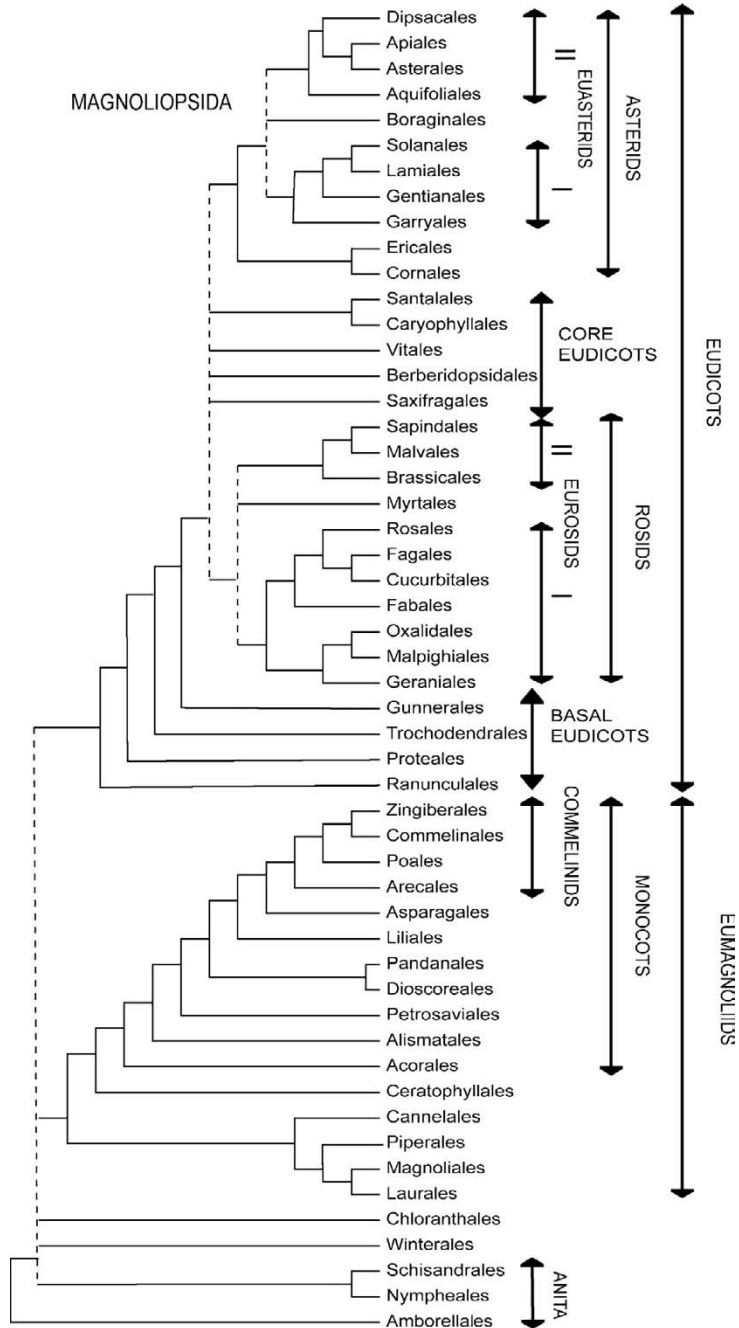 MAGNOLIOPSIDA
Dipsacales
Apiales
Asterales
Aquifoliales
Boraginales
Solanales
Lamiales
Gentianales
Garryales
Ericales
Cornales
Santalales
Caryophyllales
Vitales
Berberidopsidales
Saxifragales
Sapindales
Malvales
Brassicales
Myrtales
Rosales
Fagales
Cucurbitales
Fabales
Oxalidales
Malpighiales
Geraniales
Gunnerales
Trochodendrales
Proteales
Ranunculales
Zingiberales
Commelinales
Poales
Arecales
Asparagales
Liliales
Pandanales
Dioscoreales
Petrosaviales
Alismatales
Acorales
Ceratophyllales
Cannelales
Piperales
Magnoliales
Laurales
Chloranthales
Winterales
Schisandrales
Nympheales
Amborellales
II
EUASTERIDS
I
ASTERIDS
CORE
EUDICOTS
II
EUROSIDS
I
ROSIDS
BASAL
EUDICOTS
EUDICOTS
COMMELINIDS
MONOCOTS
EUMAGNOLIIDS
ANITA